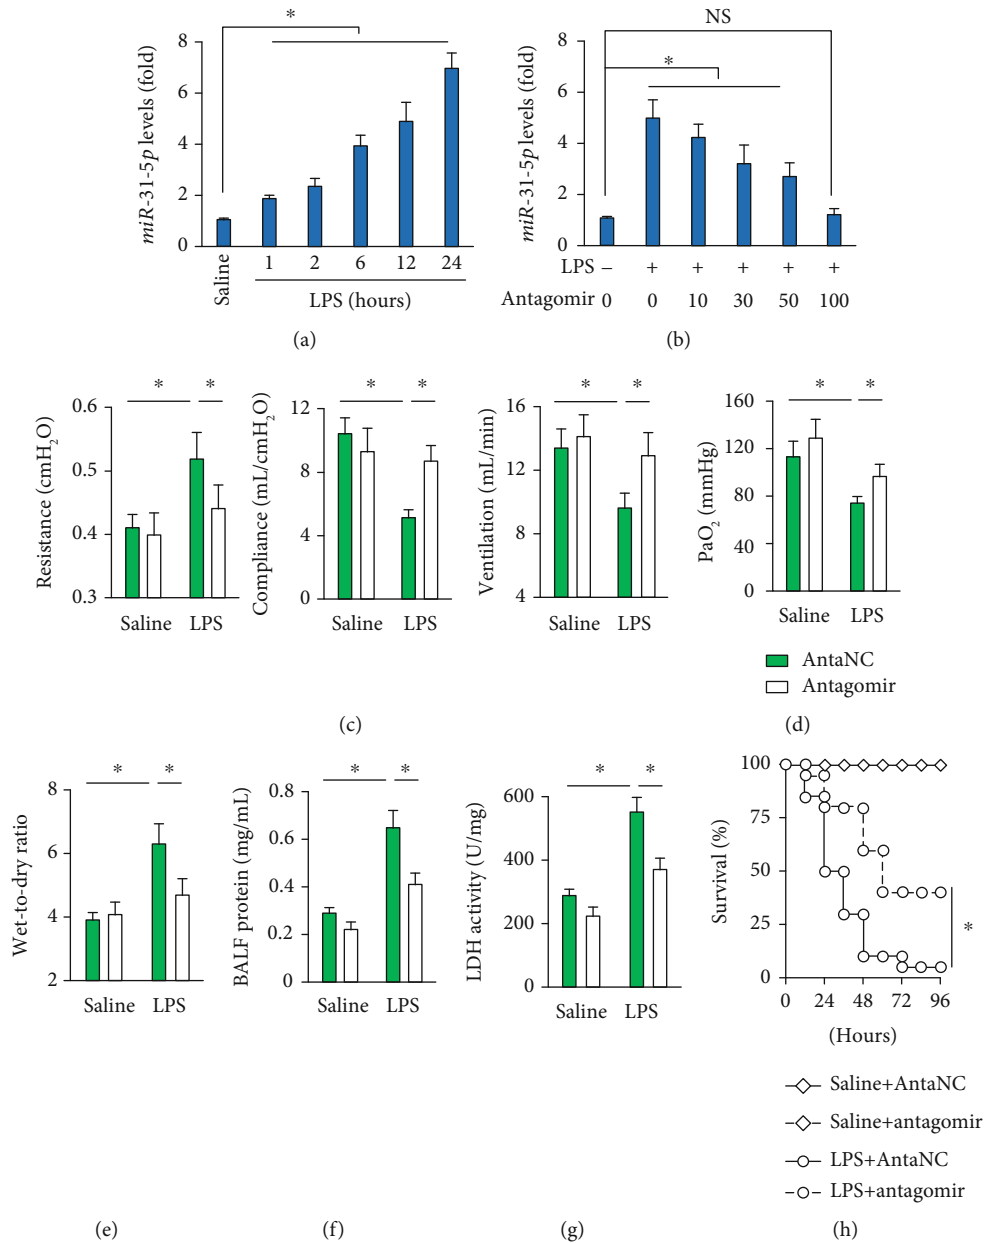 *
NS
*
miR-31-5p levels (fold)
8
6
4
2
0
Saline
1 2 6 12 24
LPS (hours)
(a)
miR-31-5p levels (fold)
8
6
4
2
0
LPS – + + + + +
Antagomir 0 0 10 30 50 100
(b)
* *
Resistance (cmH2O)
0.6
0.5
0.4
0.3
Saline LPS
* *
Compliance (mL/cmH2O)
12
9
8
4
0
Saline LPS
* *
Ventilation (mL/min)
16
13
12
8
4
Saline LPS
(c)
* *
PaO2 (mmHg)
160
120
80
40
0
Saline LPS
AntaNC
Antagomir
(d)
* *
Wet-to-dry ratio
8
6
4
2
Saline LPS
(e)
* *
BALF protein (mg/mL)
0.8
0.6
0.4
0.2
0
Saline LPS
(f)
* *
LDH activity (U/mg)
600
400
200
0
Saline LPS
(g)
Survival (%)
100
75
50
25
0
0 24 48 72 96
(Hours)
*
Saline+AntaNC
Saline+antagomir
LPS+AntaNC
LPS+antagomir
(h)